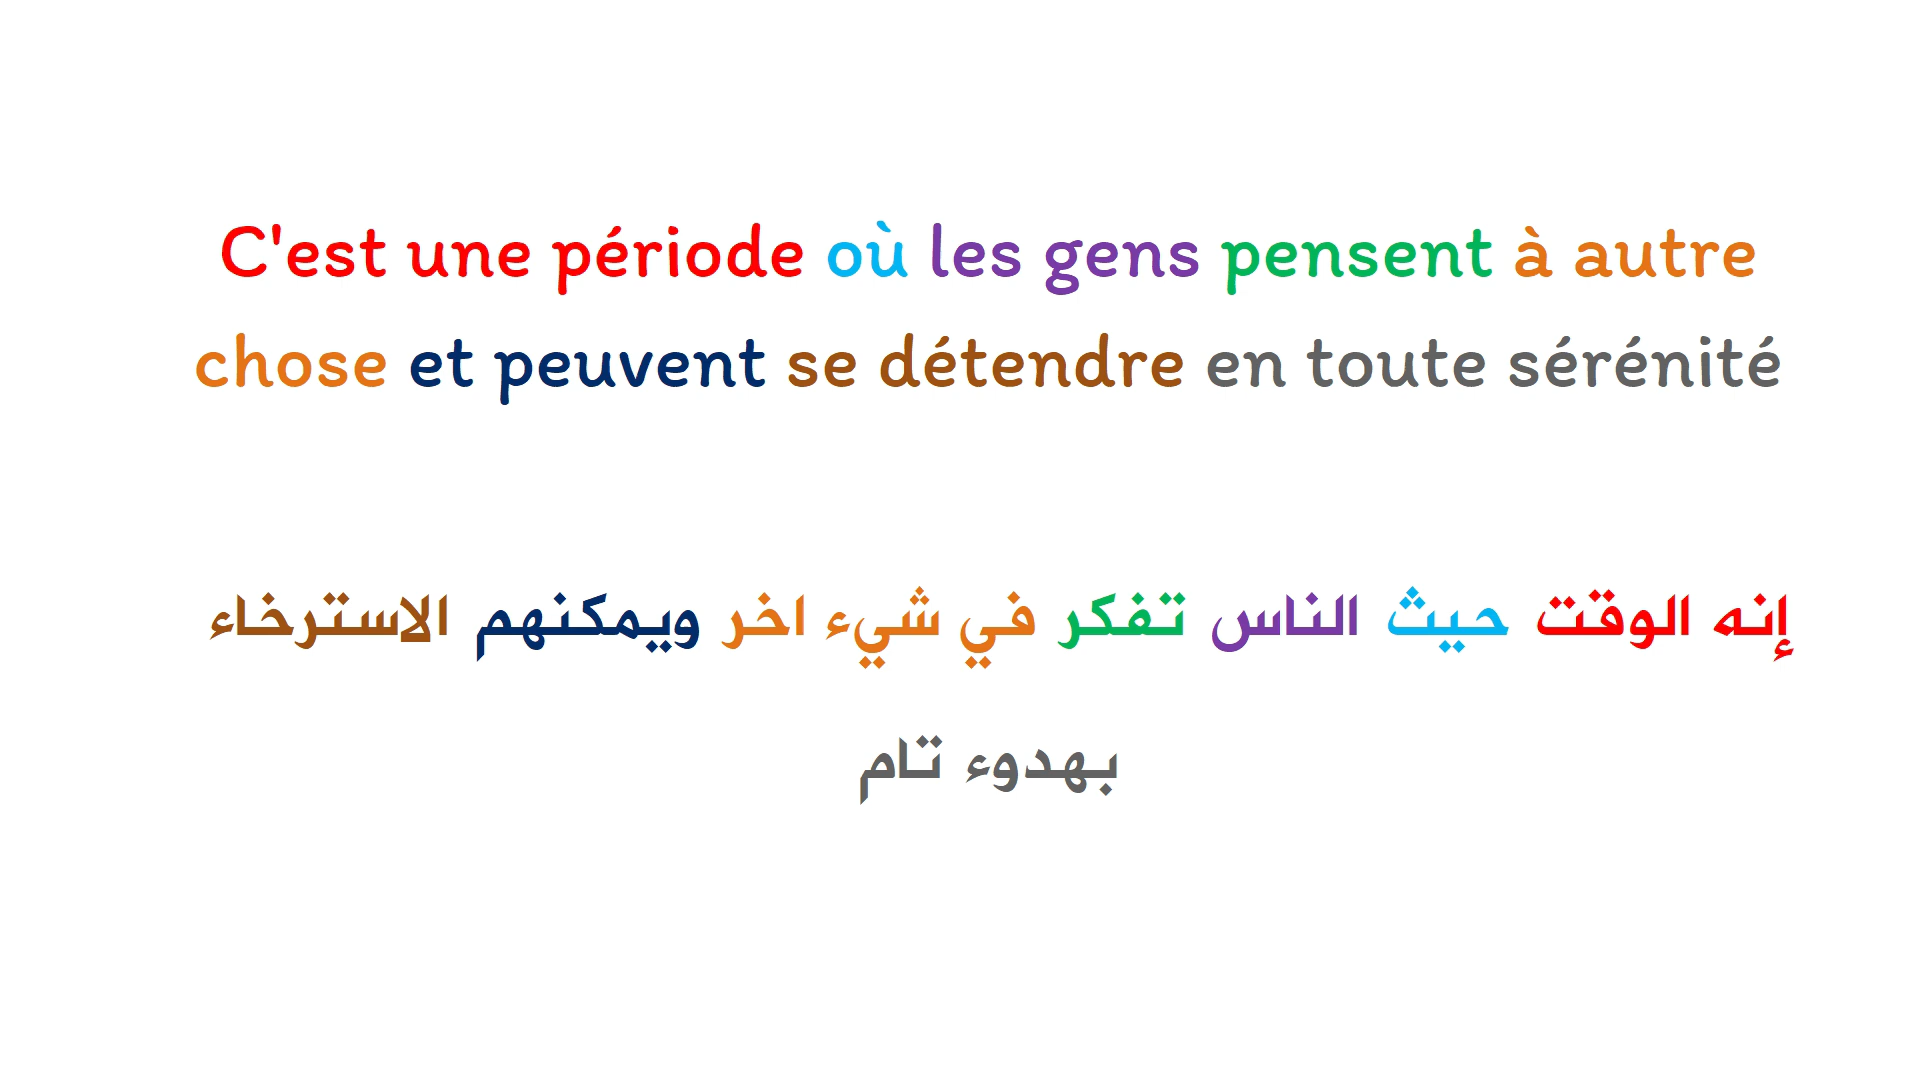 C'est une période où les gens pensent à autre
chose et peuvent se détendre en toute sérénité
إنه الوقت حيث الناس تفكر في شيء اخر ويمكنهم الاسترخاء
بهدوء تام